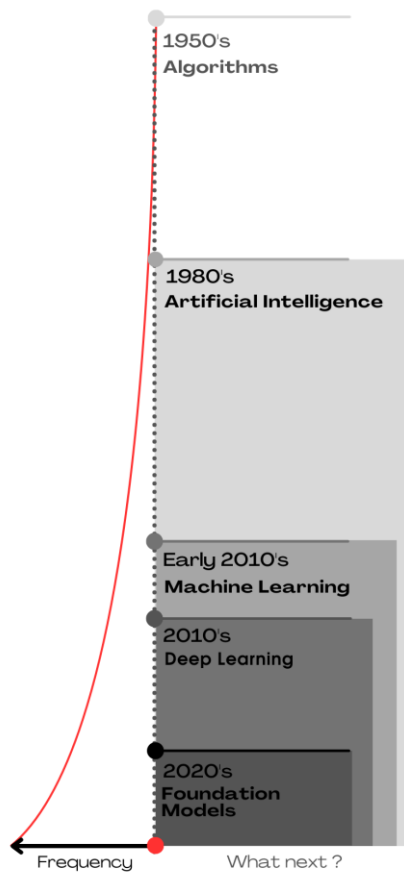 1950's
Algorithms
1980's
Artificial Intelligence
Early 2010's
Machine Learning
2010's
Deep Learning
2020's
Foundation
Models
Frequency
What next ?